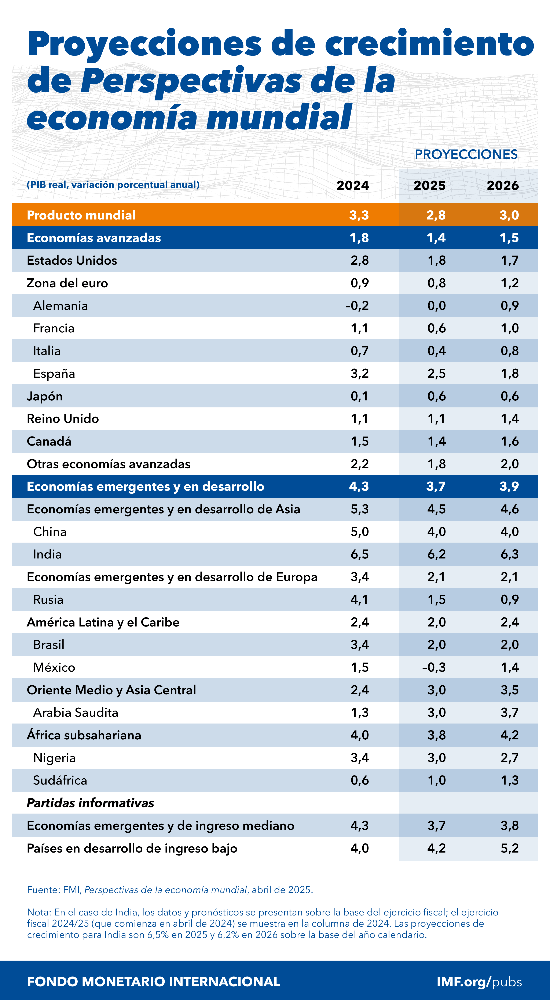 Proyecciones de crecimiento
de Perspectivas de la
economía mundial
PROYECCIONES
(PIB real, variación porcentual anual) 2024 2025 2026
Producto mundial 3,3 2,8 3,0
Economías avanzadas 1,8 1,4 1,5
Estados Unidos 2,8 1,8 1,7
Zona del euro 0,9 0,8 1,2
Alemania –0,2 0,0 0,9
Francia 1,1 0,6 1,0
Italia 0,7 0,4 0,8
España 3,2 2,5 1,8
Japón 0,1 0,6 0,6
Reino Unido 1,1 1,1 1,4
Canadá 1,5 1,4 1,6
Otras economías avanzadas 2,2 1,8 2,0
Economías emergentes y en desarrollo 4,3 3,7 3,9
Economías emergentes y en desarrollo de Asia 5,3 4,5 4,6
China 5,0 4,0 4,0
India 6,5 6,2 6,3
Economías emergentes y en desarrollo de Europa 3,4 2,1 2,1
Rusia 4,1 1,5 0,9
América Latina y el Caribe 2,4 2,0 2,4
Brasil 3,4 2,0 2,0
México 1,5 –0,3 1,4
Oriente Medio y Asia Central 2,4 3,0 3,5
Arabia Saudita 1,3 3,0 3,7
África subsahariana 4,0 3,8 4,2
Nigeria 3,4 3,0 2,7
Sudáfrica 0,6 1,0 1,3
Partidas informativas
Economías emergentes y de ingreso mediano 4,3 3,7 3,8
Países en desarrollo de ingreso bajo 4,0 4,2 5,2
Fuente: FMI, Perspectivas de la economía mundial, abril de 2025.
Nota: En el caso de India, los datos y pronósticos se presentan sobre la base del ejercicio fiscal; el ejercicio
fiscal 2024/25 (que comienza en abril de 2024) se muestra en la columna de 2024. Las proyecciones de
crecimiento para India son 6,5% en 2025 y 6,2% en 2026 sobre la base del año calendario.
FONDO MONETARIO INTERNACIONAL IMF.org/pubs